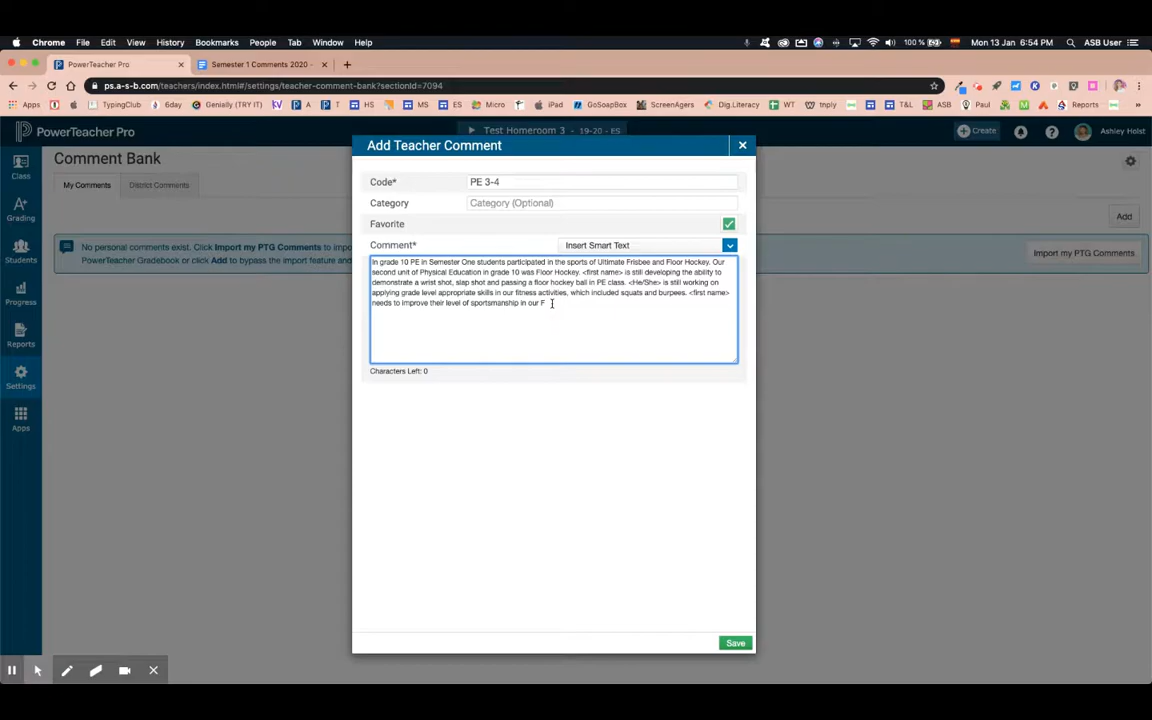 Chrome File Edit View History Bookmarks People Tab Window Help 100 % Mon 13 Jan 6:54 PM ASB User
PowerTeacher Pro × Semester 1 Comments 2020 - × +
ps.a-s-b.com/teachers/index.html#/settings/teacher-comment-bank?sectionId=7094
Apps TypingClub 6day Genially (TRY IT) A T HS MS ES Micro iPad GoSoapBox ScreenAgers Dig.Literacy WT tnply T&L Paul Reports
PowerTeacher Pro Test Homeroom 3 - 19-20 - ES Create Ashley Holst
Comment Bank
My Comments District Comments
Add
No personal comments exist. Click Import my PTG Comments to impo
PowerTeacher Gradebook or click Add to bypass the import feature and
Import my PTG Comments
Class
Grading
Students
Progress
Reports
Settings
Apps
Add Teacher Comment ×
Code* PE 3-4
Category Category (Optional)
Favorite
Comment* Insert Smart Text
In grade 10 PE in Semester One students participated in the sports of Ultimate Frisbee and Floor Hockey. Our
second unit of Physical Education in grade 10 was Floor Hockey. <first name> is still developing the ability to
demonstrate a wrist shot, slap shot and passing a floor hockey ball in PE class. <He/She> is still working on
applying grade level appropriate skills in our fitness activities, which included squats and burpees. <first name>
needs to improve their level of sportsmanship in our F
Characters Left: 0
Save